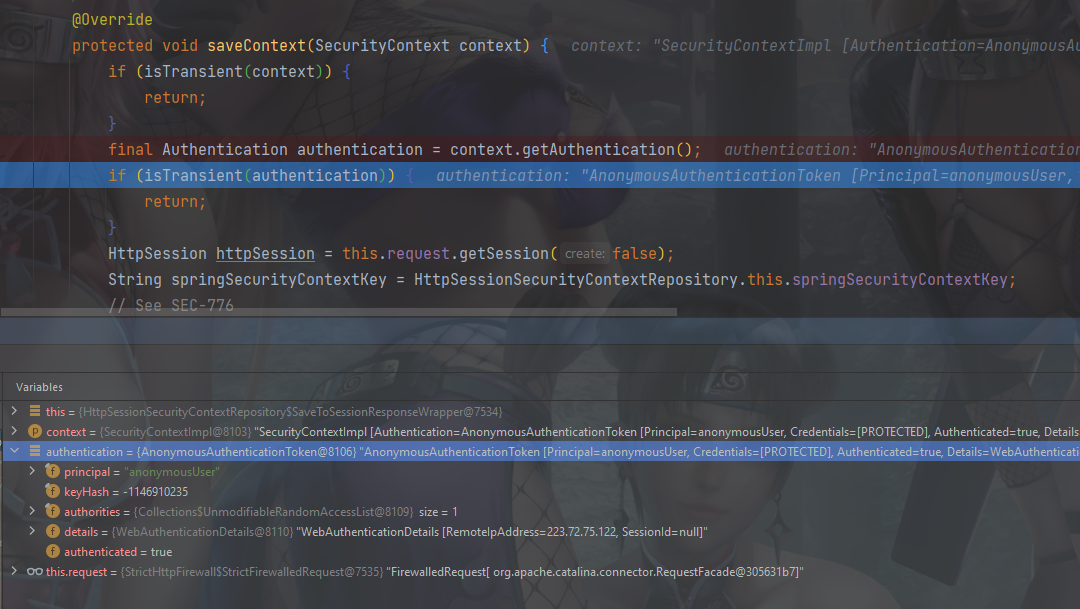 @Override
protected void saveContext(SecurityContext context) {   context: "SecurityContextImpl [Authentication=AnonymousAu
if (isTransient(context)) {
return;
}
final Authentication authentication = context.getAuthentication();   authentication: "AnonymousAuthentication
if (isTransient(authentication)) {   authentication: "AnonymousAuthenticationToken [Principal=anonymousUser,
return;
}
HttpSession httpSession = this.request.getSession( create: false);
String springSecurityContextKey = HttpSessionSecurityContextRepository.this.springSecurityContextKey;
// See SEC-776
Variables
this = {HttpSessionSecurityContextRepository$SaveToSessionResponseWrapper@7534}
context = {SecurityContextImpl@8103} "SecurityContextImpl [Authentication=AnonymousAuthenticationToken [Principal=anonymousUser, Credentials=[PROTECTED], Authenticated=true, Details
authentication = {AnonymousAuthenticationToken@8106} "AnonymousAuthenticationToken [Principal=anonymousUser, Credentials=[PROTECTED], Authenticated=true, Details=WebAuthentication
principal = "anonymousUser"
keyHash = -1146910235
authorities = {Collections$UnmodifiableRandomAccessList@8109} size = 1
details = {WebAuthenticationDetails@8110} "WebAuthenticationDetails [RemoteIpAddress=223.72.75.122, SessionId=null]"
authenticated = true
this.request = {StrictHttpFirewall$StrictFirewalledRequest@7535} "FirewalledRequest[ org.apache.catalina.connector.RequestFacade@305631b7]"